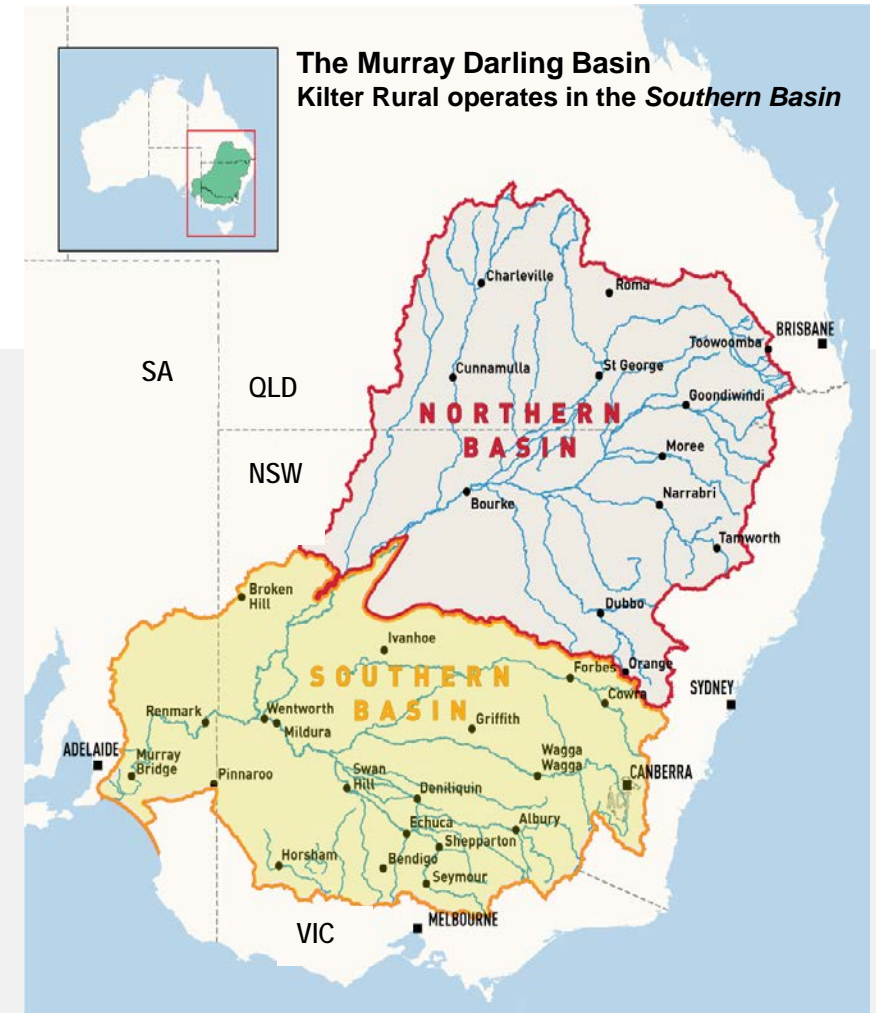 The Murray Darling Basin
Kilter Rural operates in the Southern Basin
Charleville
Roma
BRISBANE
Toowoomba
SA
Cunnamulla
St George
QLD
Goondiwindi
NORTHERN
BASIN
Moree
NSW
Narrabri
Bourke
Tamworth
Broken
Hill
Dubbo
Ivanhoe
Orange
Forbes
SOUTHERN
BASIN
Cowra
SYDNEY
Renmark
Wentworth
Mildura
Griffith
ADELAIDE
Murray
Bridge
Pinnaroo
Wagga
Wagga
Swan
Hill
CANBERRA
Deniliquin
ACT
Echuca
Albury
Shepparton
Horsham
Bendigo
Seymour
VIC
MELBOURNE